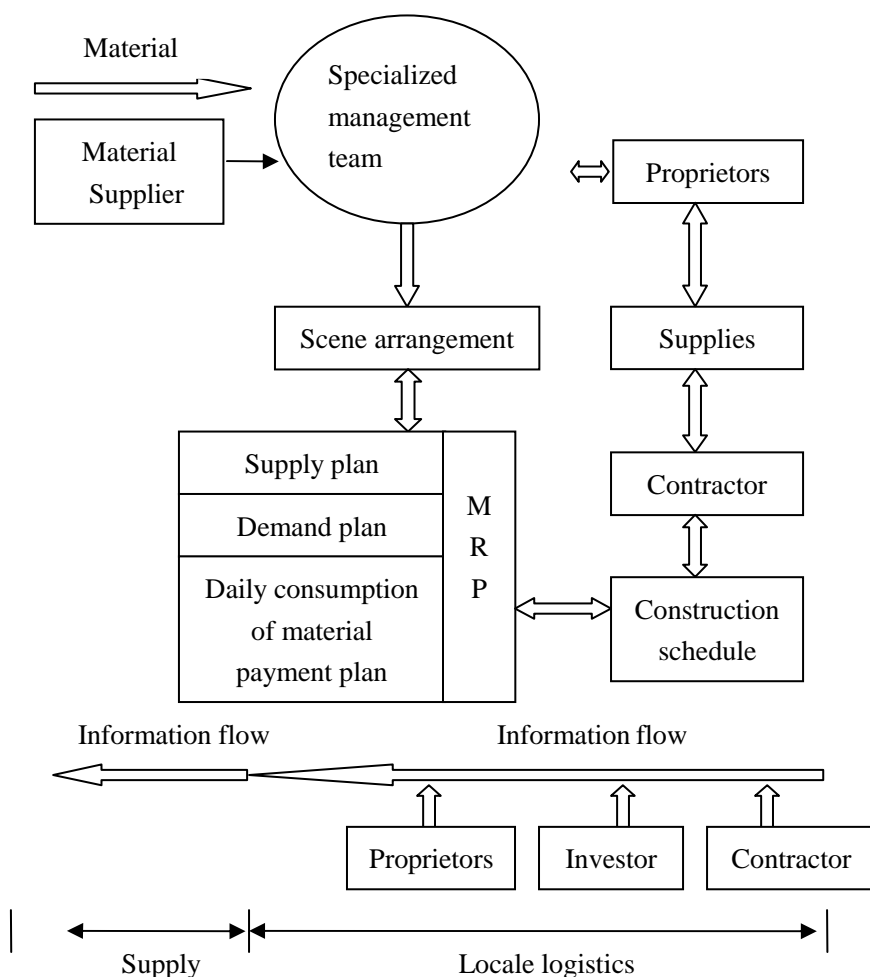 Material
Specialized
management
team
Material
Supplier
Proprietors
Scene arrangement
Supplies
Supply plan
Demand plan
Daily consumption
of material
payment plan
M
R
P
Contractor
Construction
schedule
Information flow
Information flow
Proprietors
Investor
Contractor
Supply
Locale logistics